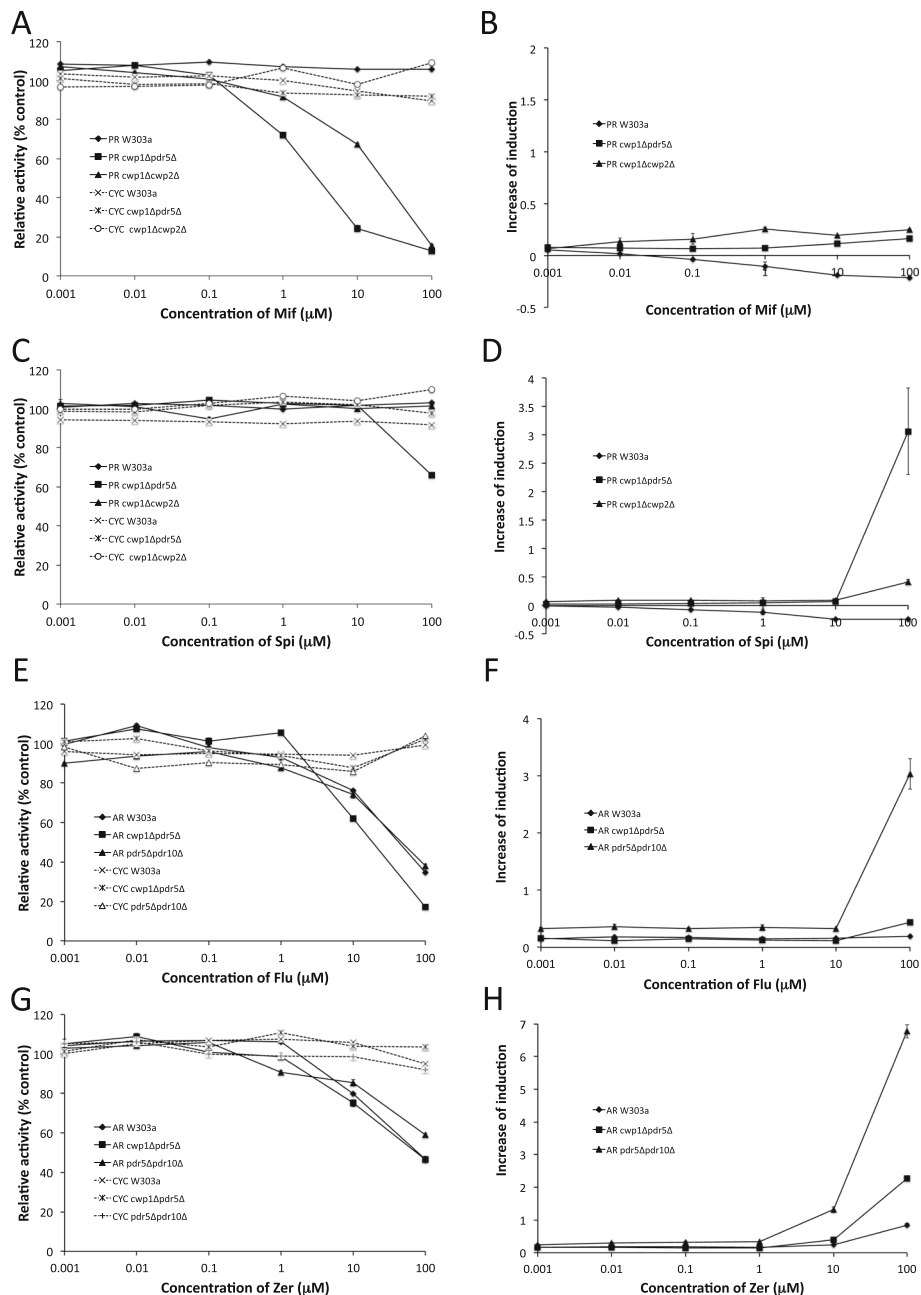 A
Relative activity (% control)
120
100
80
60
40
20
0
PR W303a
PR cwp1Δpdr5Δ
PR cwp1Δcwp2Δ
CYC W303a
CYC cwp1Δpdr5Δ
CYC cwp1Δcwp2Δ
0.001 0.01 0.1 1 10 100
Concentration of Mif (μM)
B
Increase of induction
2
1.5
1
0.5
0
-0.5
PR W303a
PR cwp1Δpdr5Δ
PR cwp1Δcwp2Δ
0.001 0.01 0.1 1 10 100
Concentration of Mif (μM)
C
Relative activity (% control)
120
100
80
60
40
20
0
PR W303a
PR cwp1Δpdr5Δ
PR cwp1Δcwp2Δ
CYC W303a
CYC cwp1Δpdr5Δ
CYC cwp1Δcwp2Δ
0.001 0.01 0.1 1 10 100
Concentration of Spi (μM)
D
Increase of induction
4
3.5
3
2.5
2
1.5
1
0.5
0
-0.5
PR W303a
PR cwp1Δpdr5Δ
PR cwp1Δcwp2Δ
0.001 0.01 0.1 1 10 100
Concentration of Spi (μM)
E
Relative activity (% control)
120
100
80
60
40
20
0
AR W303a
AR cwp1Δpdr5Δ
AR pdr5Δpdr10Δ
CYC W303a
CYC cwp1Δpdr5Δ
CYC pdr5Δpdr10Δ
0.001 0.01 0.1 1 10 100
Concentration of Flu (μM)
F
Increase of induction
4
3
2
1
0
AR W303a
AR cwp1Δpdr5Δ
AR pdr5Δpdr10Δ
0.001 0.01 0.1 1 10 100
Concentration of Flu (μM)
G
Relative activity (% control)
120
100
80
60
40
20
0
AR W303a
AR cwp1Δpdr5Δ
AR pdr5Δpdr10Δ
CYC W303a
CYC cwp1Δpdr5Δ
CYC pdr5Δpdr10Δ
0.001 0.01 0.1 1 10 100
Concentration of Zer (μM)
H
Increase of induction
7
6
5
4
3
2
1
0
AR W303a
AR cwp1Δpdr5Δ
AR pdr5Δpdr10Δ
0.001 0.01 0.1 1 10 100
Concentration of Zer (μM)